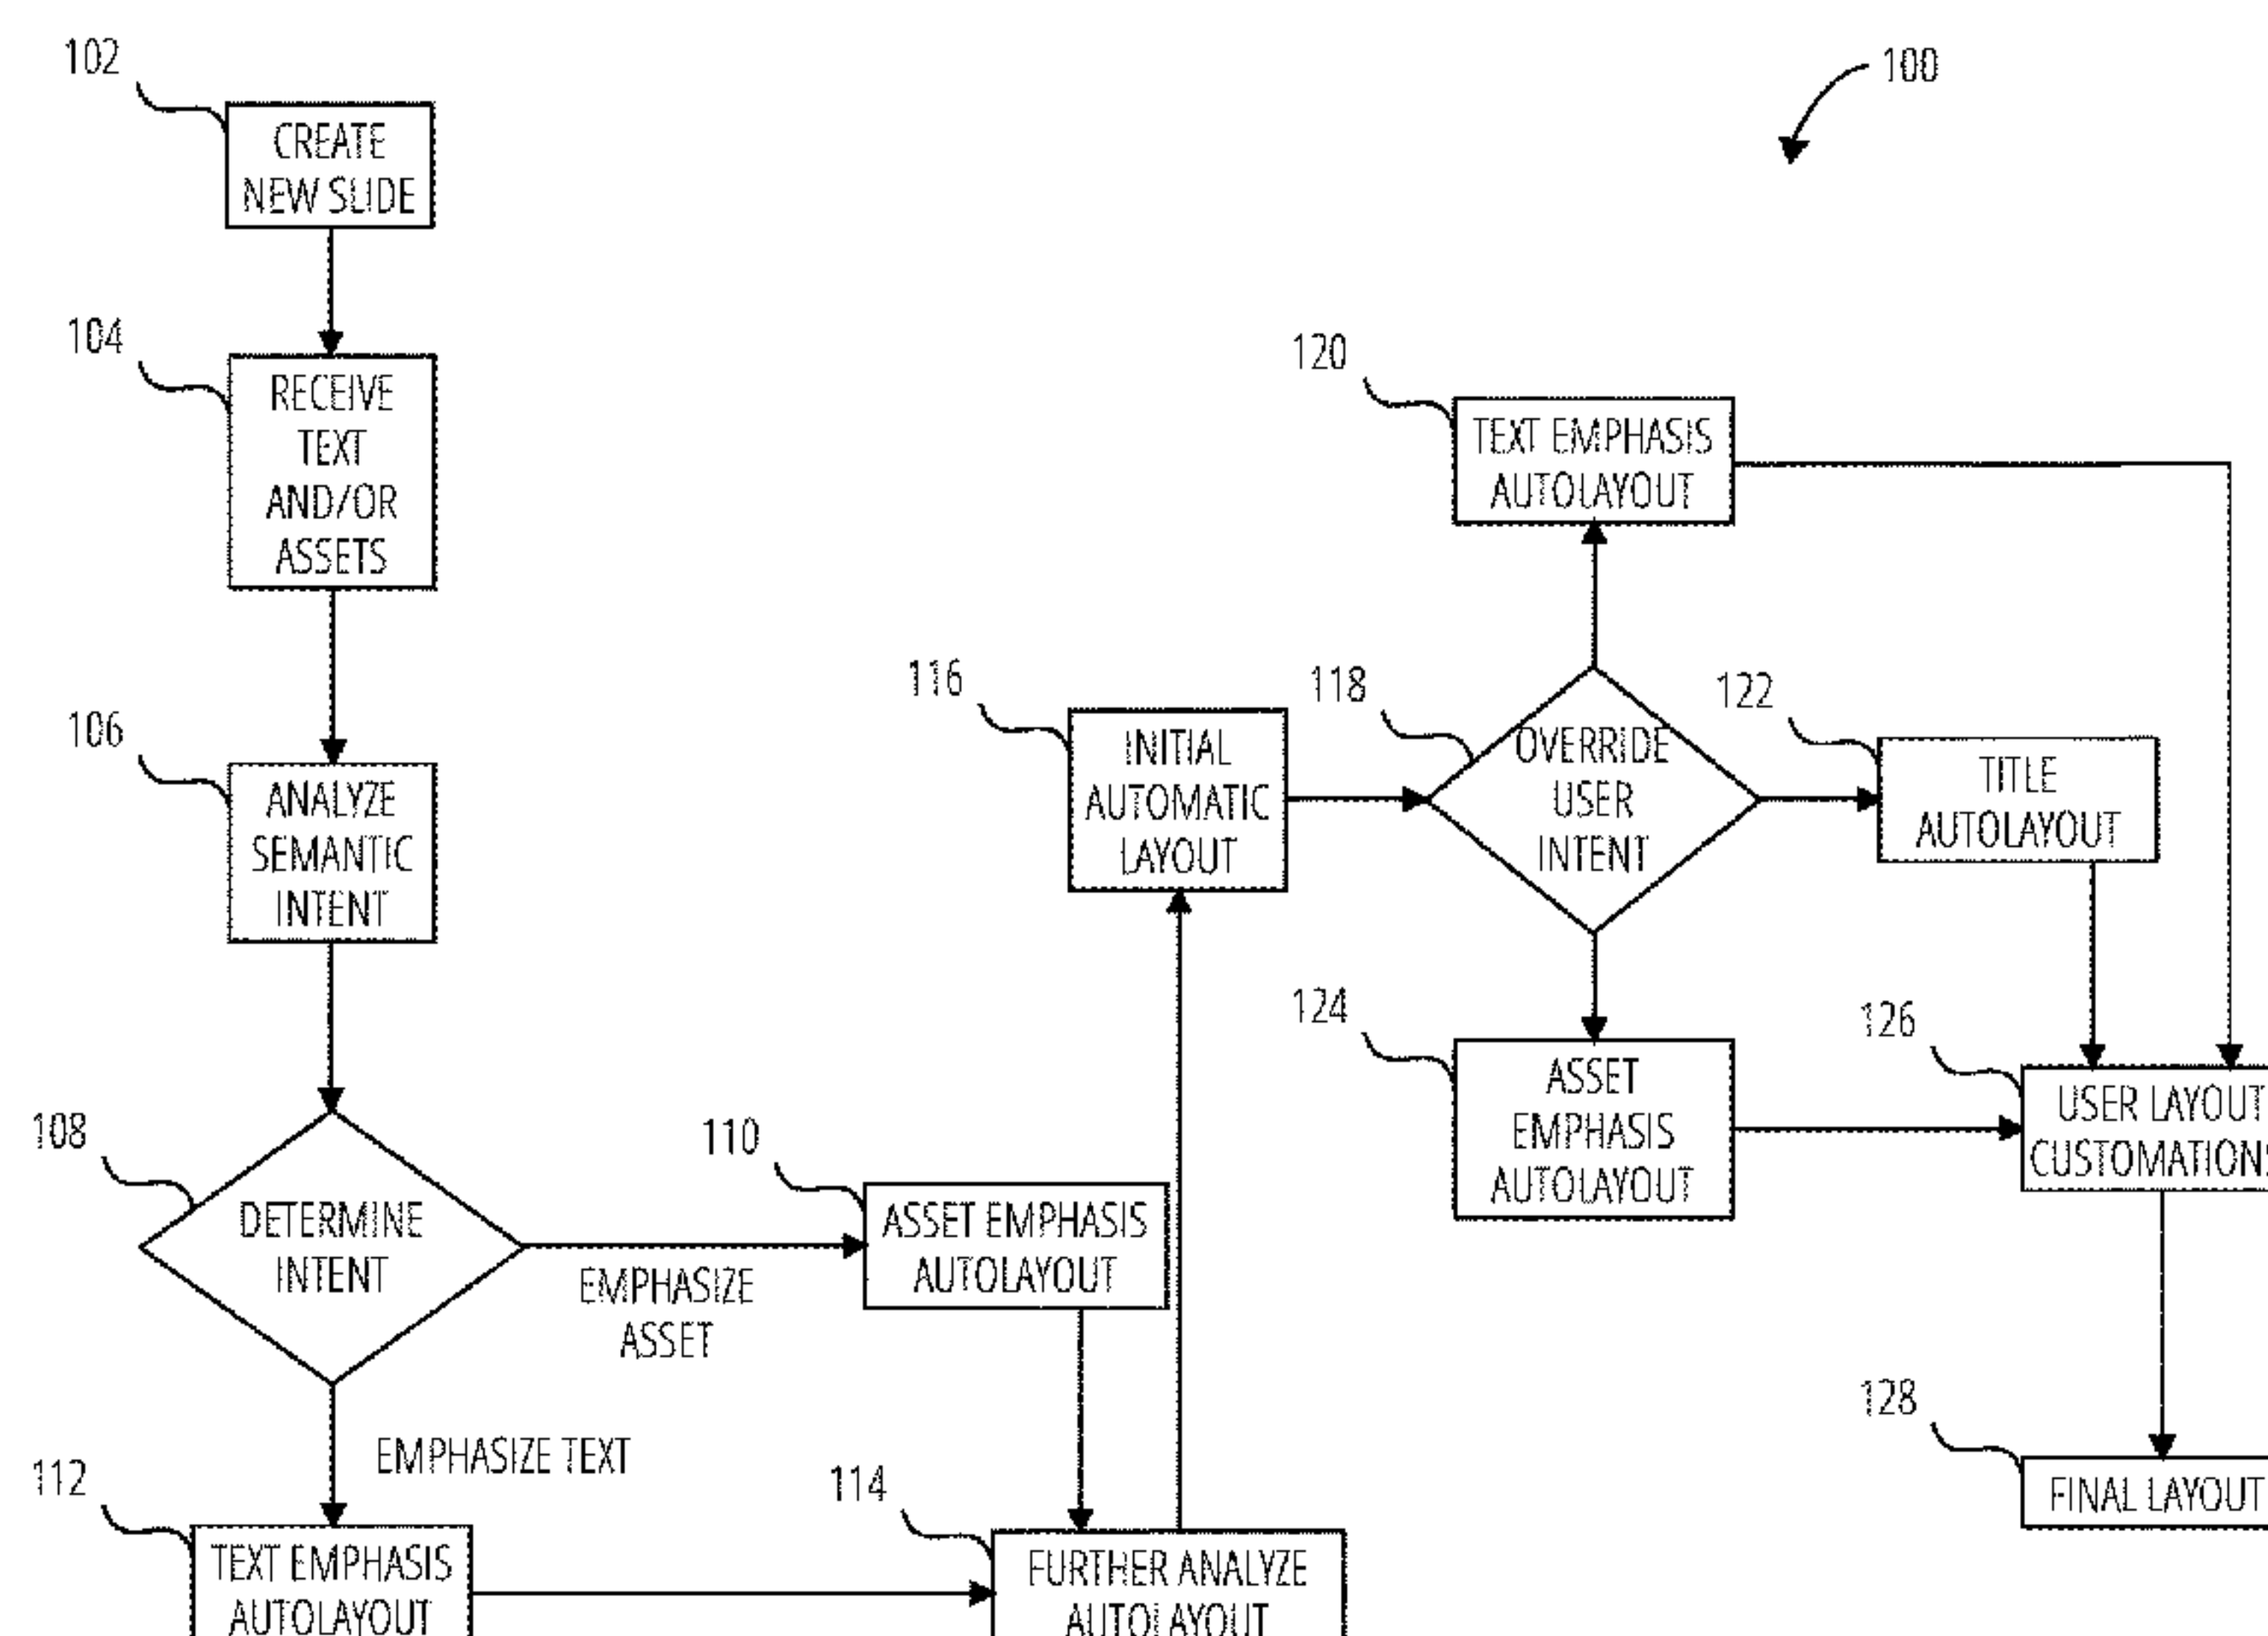 100
102
CREATE
NEW SLIDE
104
RECEIVE
TEXT
AND/OR
ASSETS
106
ANALYZE
SEMANTIC
INTENT
108
DETERMINE
INTENT
EMPHASIZE
ASSET
EMPHASIZE TEXT
110
ASSET EMPHASIS
AUTOLAYOUT
112
TEXT EMPHASIS
AUTOLAYOUT
114
FURTHER ANALYZE
AUTOLAYOUT
116
INITIAL
AUTOMATIC
LAYOUT
118
OVERRIDE
USER
INTENT
120
TEXT EMPHASIS
AUTOLAYOUT
122
TITLE
AUTOLAYOUT
124
ASSET
EMPHASIS
AUTOLAYOUT
126
USER LAYOUT
CUSTOMATIONS
128
FINAL LAYOUT